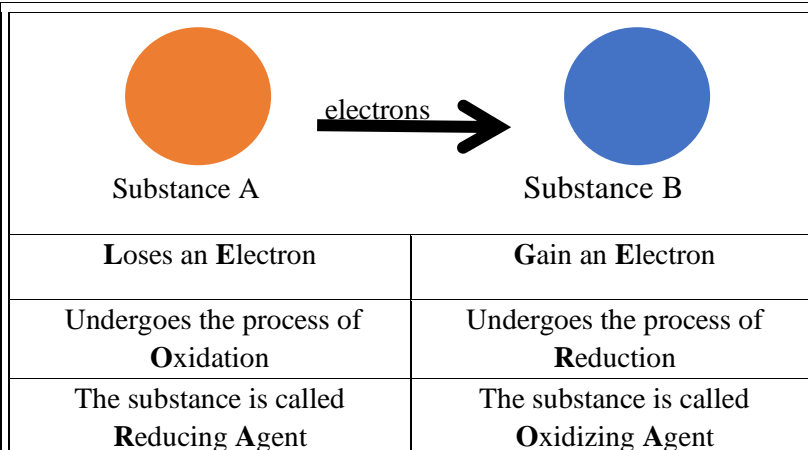 electrons
Substance A
Substance B
Loses an Electron
Gain an Electron
Undergoes the process of
Oxidation
Undergoes the process of
Reduction
The substance is called
Reducing Agent
The substance is called
Oxidizing Agent